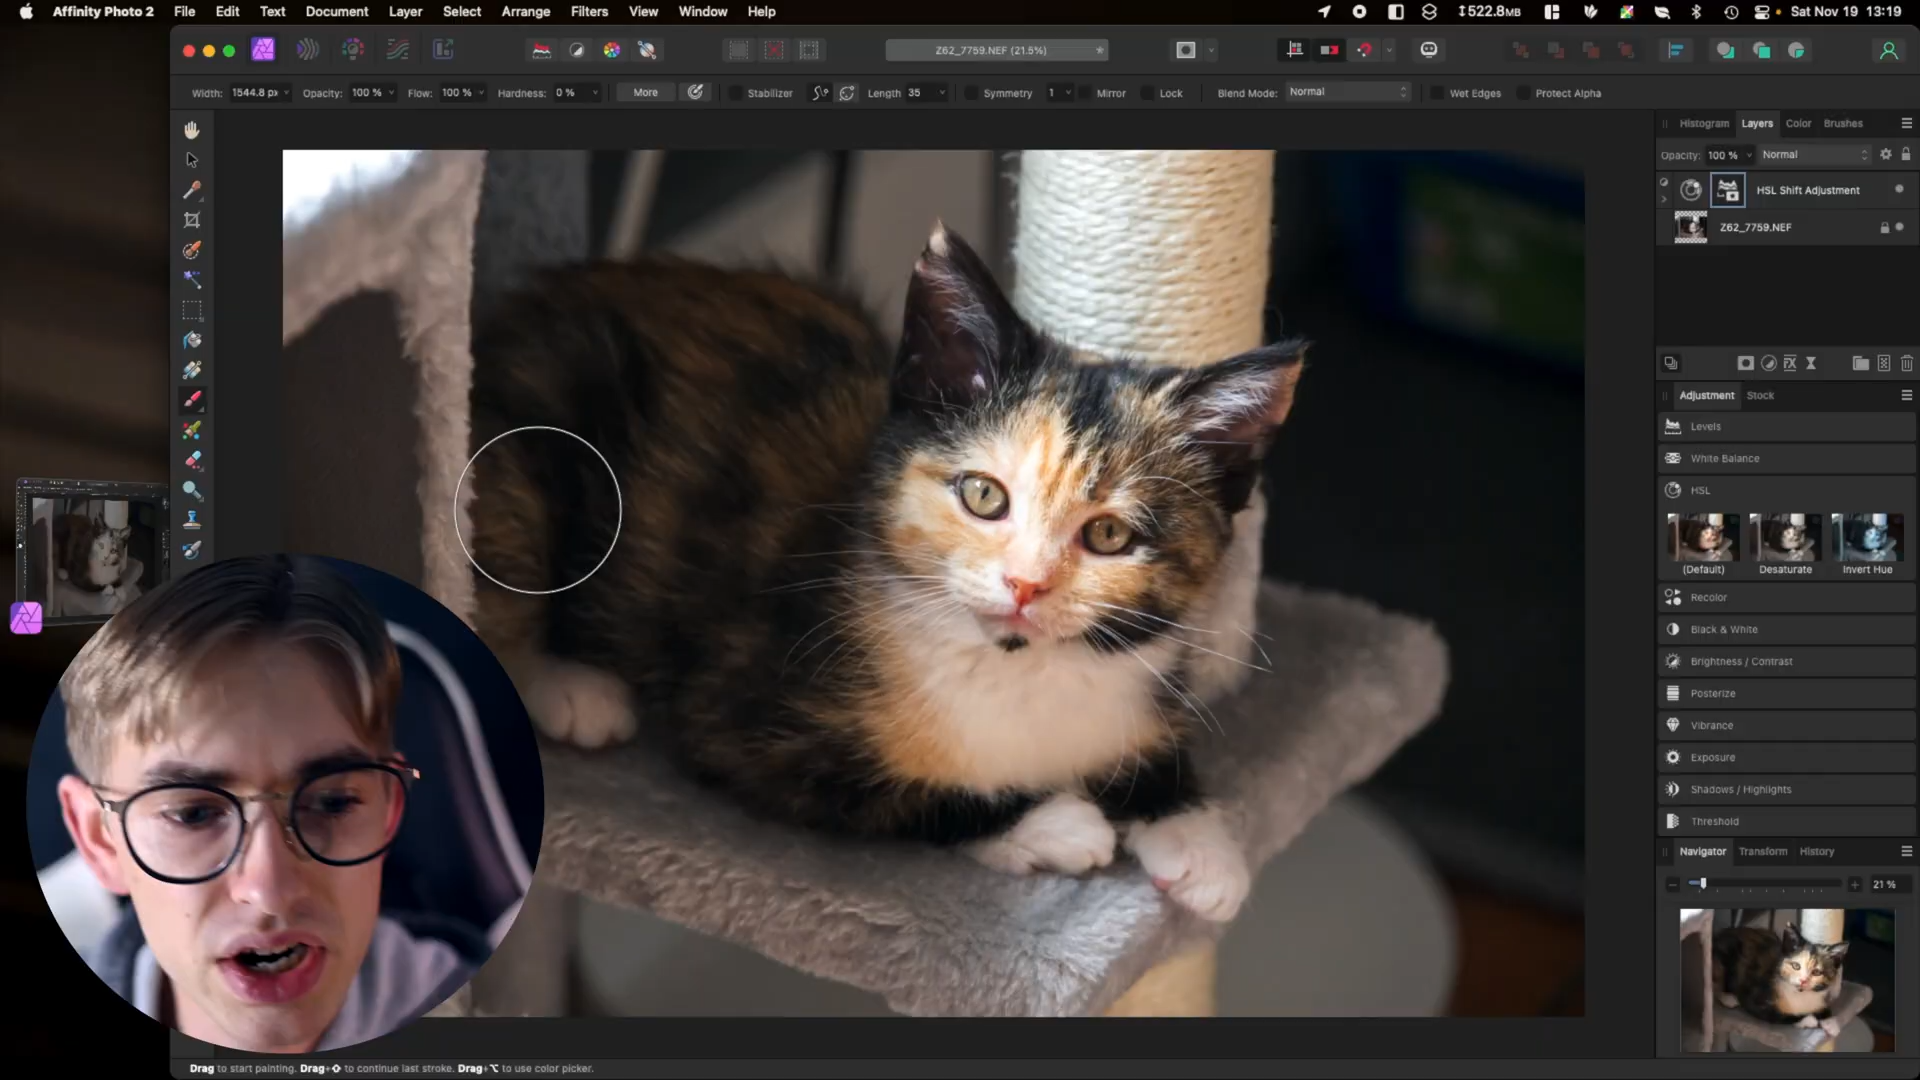 Affinity Photo 2 File Edit Text Document Layer Select Arrange Filters View Window Help
522.8MB Sat Nov 19 13:19
Z62_7759.NEF (21.5%)
Width: 1544.8 px Opacity: 100 % Flow: 100 % Hardness: 0 % More Stabilizer Length 35 Symmetry 1 Mirror Lock Blend Mode: Normal Wet Edges Protect Alpha
Histogram Layers Color Brushes
Opacity: 100 % Normal
HSL Shift Adjustment
Z62_7759.NEF
FX
Adjustment Stock
Levels
White Balance
HSL
(Default) Desaturate Invert Hue
Recolor
Black & White
Brightness / Contrast
Posterize
Vibrance
Exposure
Shadows / Highlights
Threshold
Navigator Transform History
21 %
Drag to start painting. Drag+⇧ to continue last stroke. Drag+⌥ to use color picker.